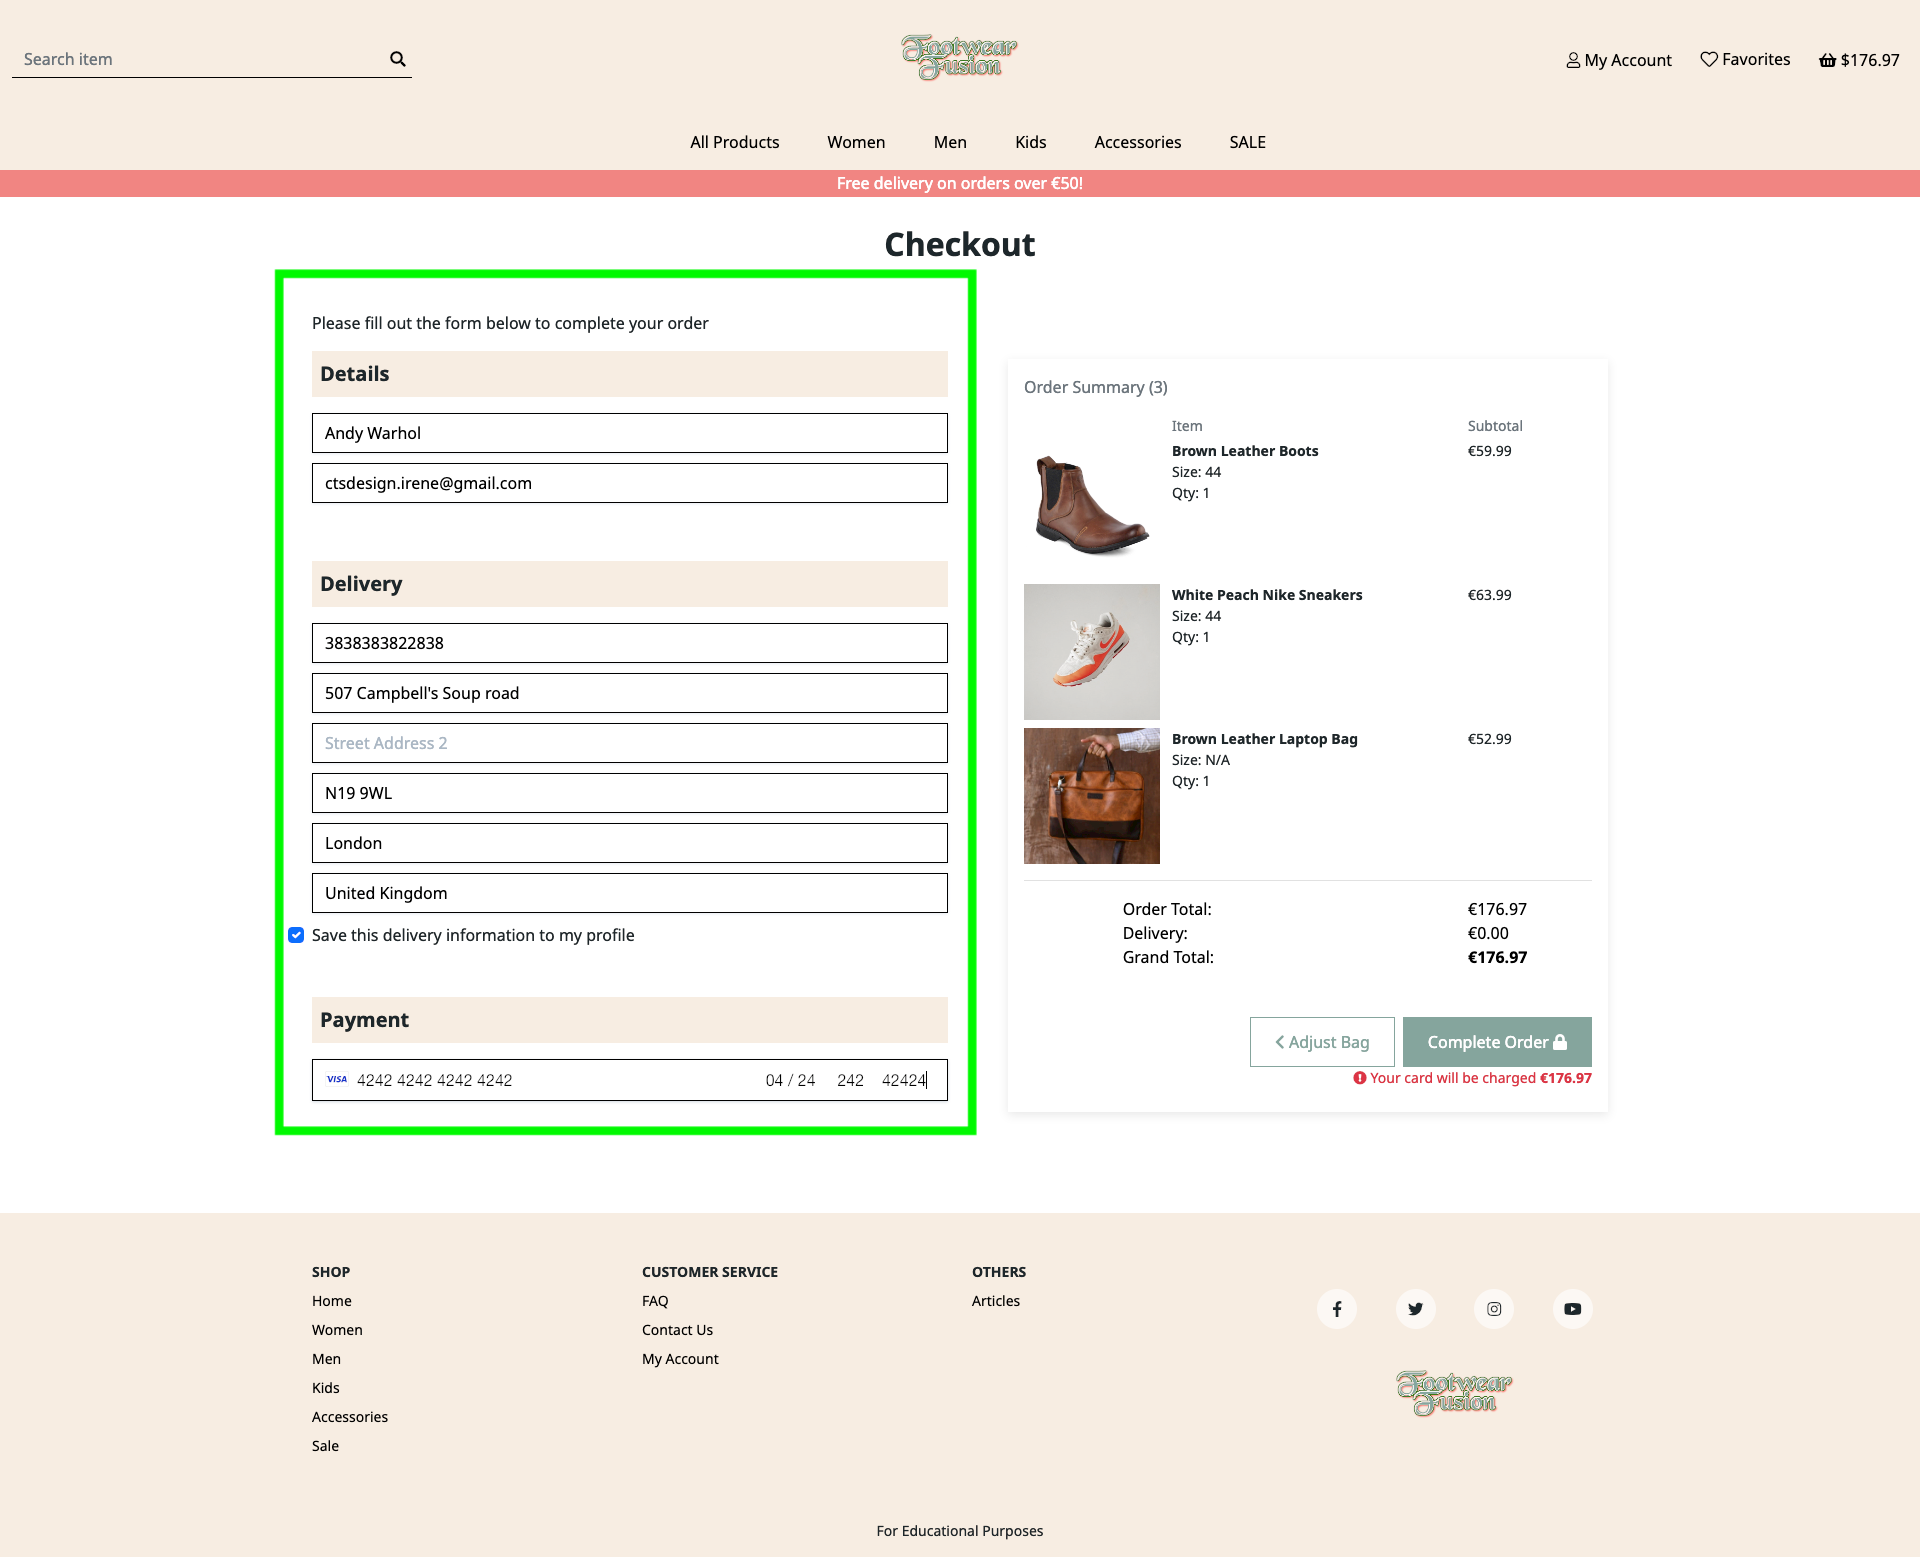 Search item
Footwear
Fusion
My Account
Favorites
$176.97
All Products
Women
Men
Kids
Accessories
SALE
Free delivery on orders over €50!
Checkout
Please fill out the form below to complete your order
Details
Andy Warhol
ctsdesign.irene@gmail.com
Delivery
3838383822838
507 Campbell's Soup road
Street Address 2
N19 9WL
London
United Kingdom
Save this delivery information to my profile
Payment
VISA 4242 4242 4242 4242 04 / 24 242 42424
Order Summary (3)
Item Subtotal
Brown Leather Boots €59.99
Size: 44
Qty: 1
White Peach Nike Sneakers €63.99
Size: 44
Qty: 1
Brown Leather Laptop Bag €52.99
Size: N/A
Qty: 1
Order Total: €176.97
Delivery: €0.00
Grand Total: €176.97
Adjust Bag
Complete Order
Your card will be charged €176.97
SHOP
Home
Women
Men
Kids
Accessories
Sale
CUSTOMER SERVICE
FAQ
Contact Us
My Account
OTHERS
Articles
Footwear
Fusion
For Educational Purposes